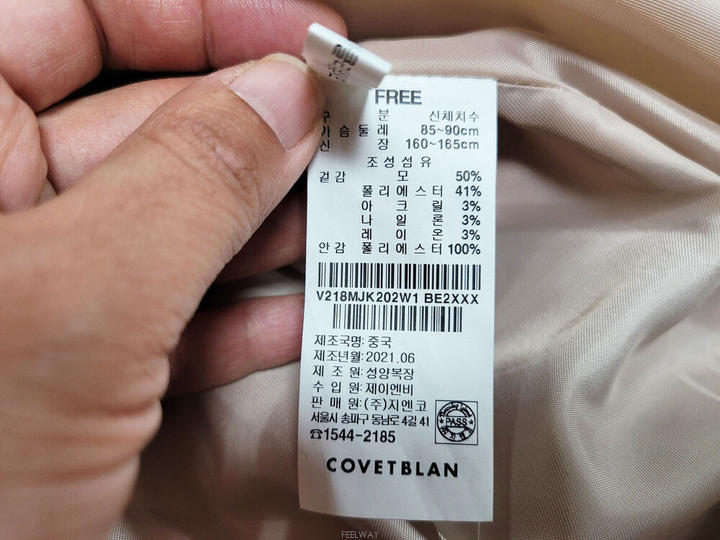 FREE
구 분 신체치수
가슴둘레 85~90cm
신 장 160~165cm
조성섬유
겉감 모 50%
폴리에스터 41%
아크릴 3%
나일론 3%
레이온 3%
안감 폴리에스터 100%
V218MJK202W1 BE2XXX
제조국명: 중국
제조년월: 2021.06
제 조 원: 성양복장
수 입 원: 제이엔비
판 매 원: (주)지엔코
서울시 송파구 동남로 4길 41
PASS
☎1544-2185
COVETBLAN
FEELWAY